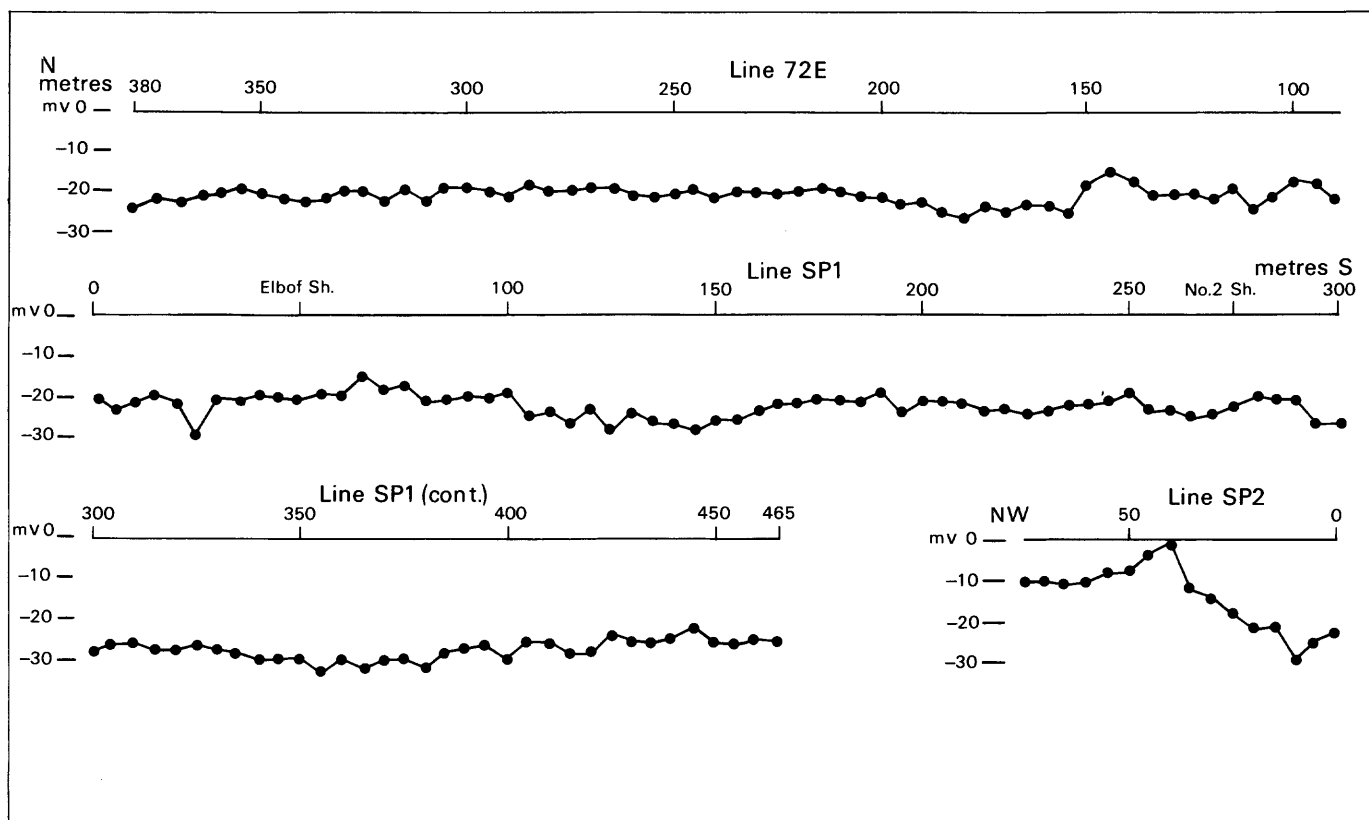 N Line 72E
metres 380 350 300 250 200 150 100
mv 0
–10
–20
–30
Line SP1 metres S
0 Elbof Sh. 100 150 200 250 No.2 Sh. 300
mv 0
–10
–20
–30
Line SP1 (cont.) Line SP2
300 350 400 450 465 NW 50 0
mv 0 mv 0
–10 –10
–20 –20
–30 –30